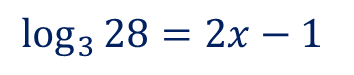 log₃ 28 = 2x − 1